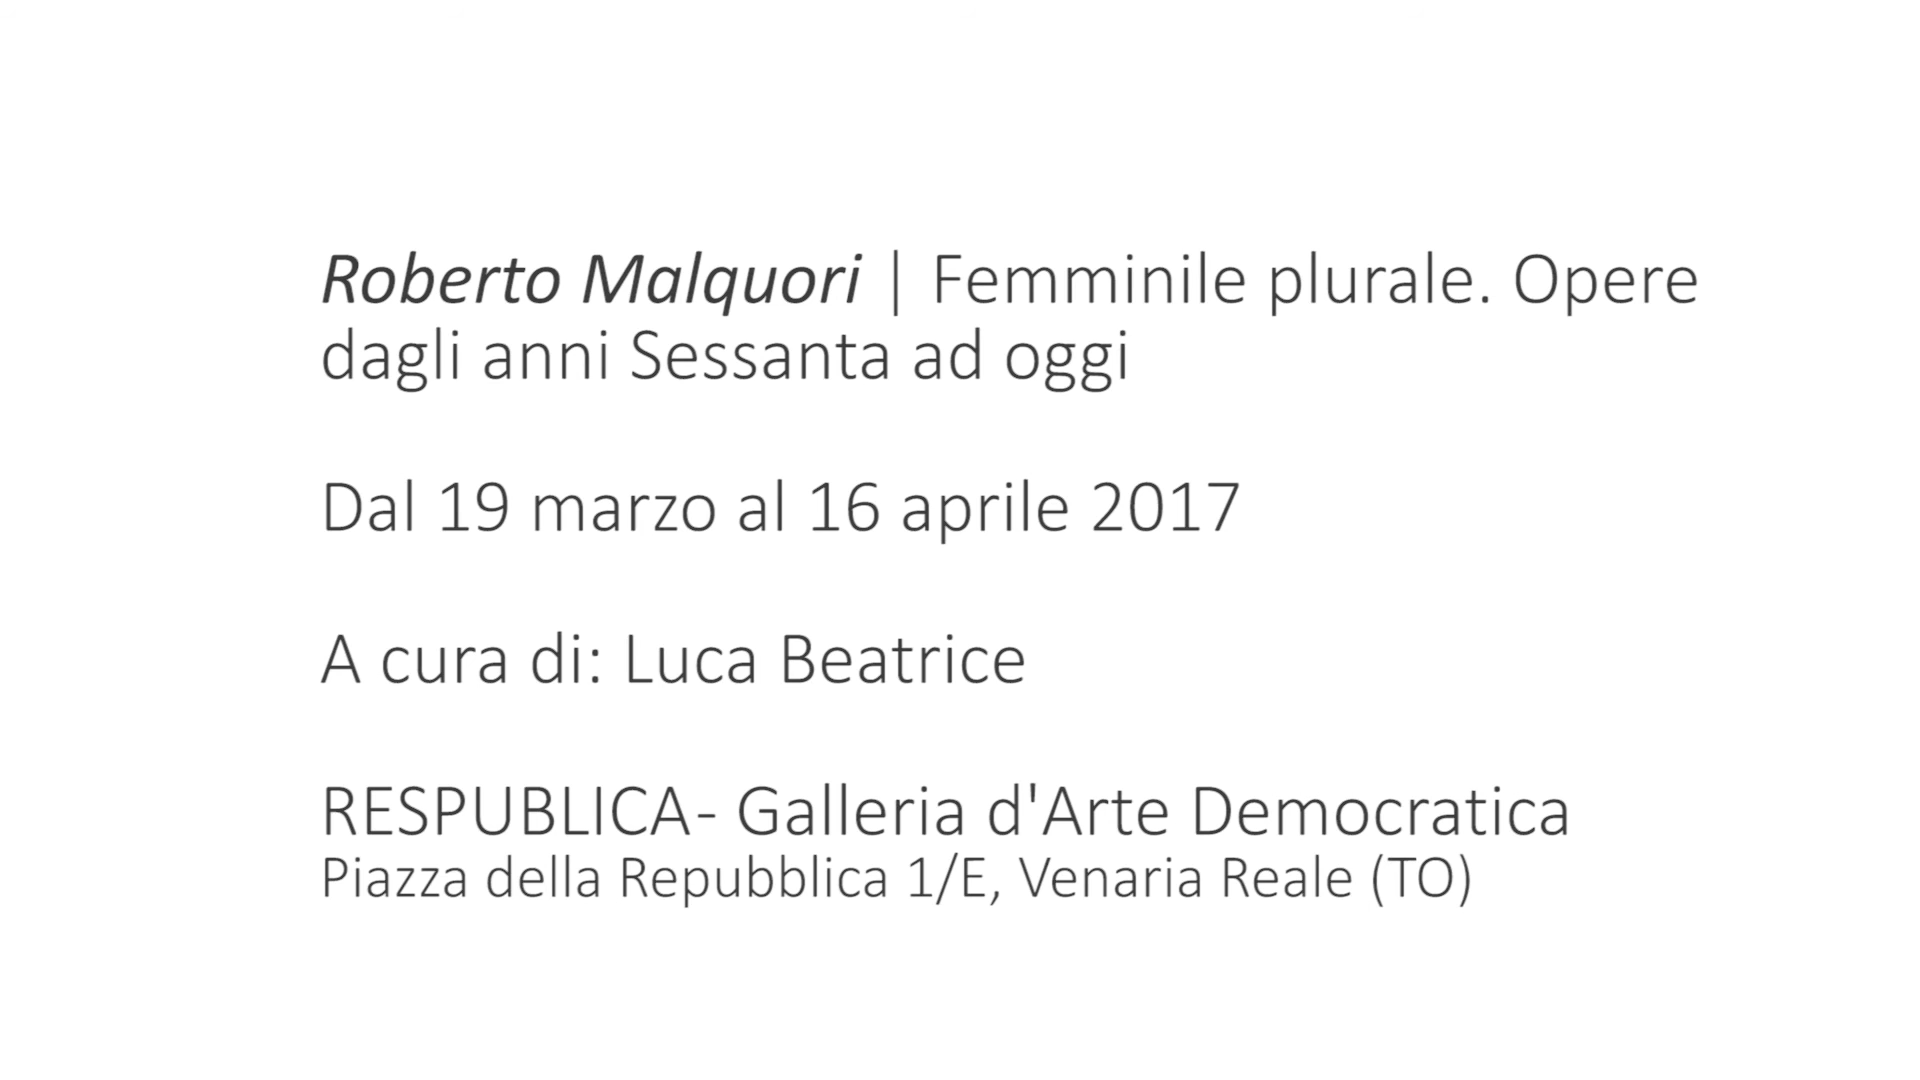 Roberto Malquori | Femminile plurale. Opere
dagli anni Sessanta ad oggi
Dal 19 marzo al 16 aprile 2017
A cura di: Luca Beatrice
RESPUBLICA- Galleria d'Arte Democratica
Piazza della Repubblica 1/E, Venaria Reale (TO)